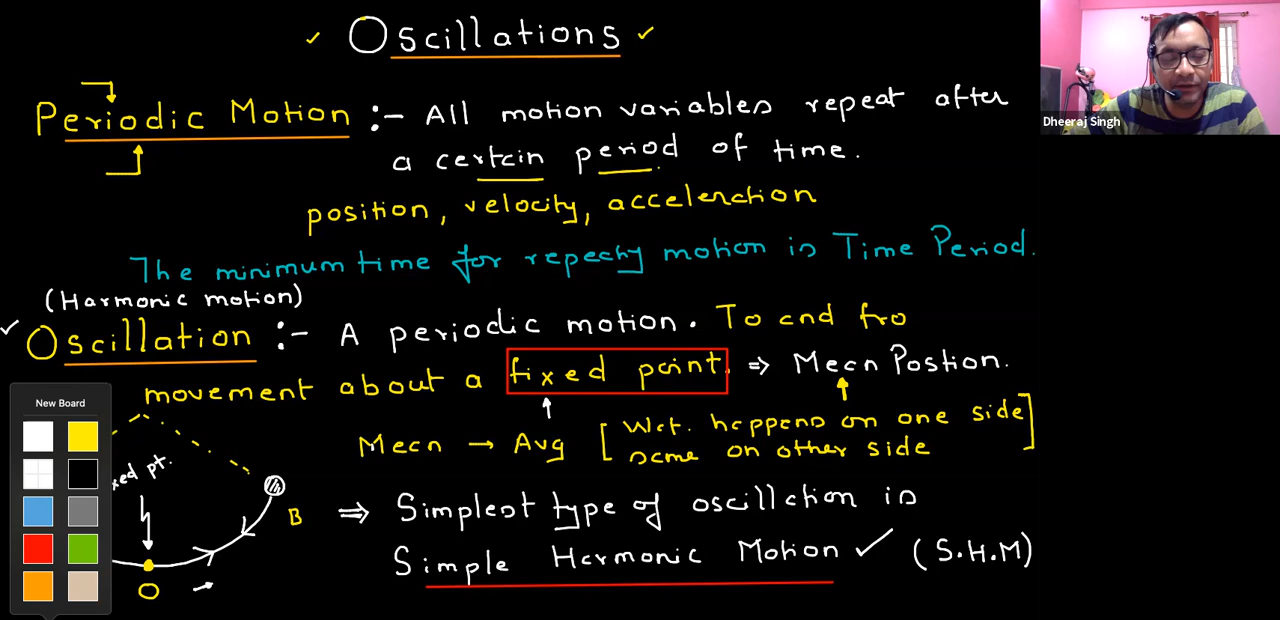 Oscillations
Dheeraj Singh
Periodic Motion :- All motion variables repeat after
a certain period of time.
position, velocity, acceleration
The minimum time for repeating motion is Time Period.
(Harmonic motion)
Oscillation :- A periodic motion. To and fro
movement about a fixed point. ⇒ Mean Postion.
Mean → Avg [Wat. happens on one side
same on other side]
New Board
xed pt.
B
⇒ Simplest type of oscillation is
Simple Harmonic Motion ✓ (S.H.M)
O